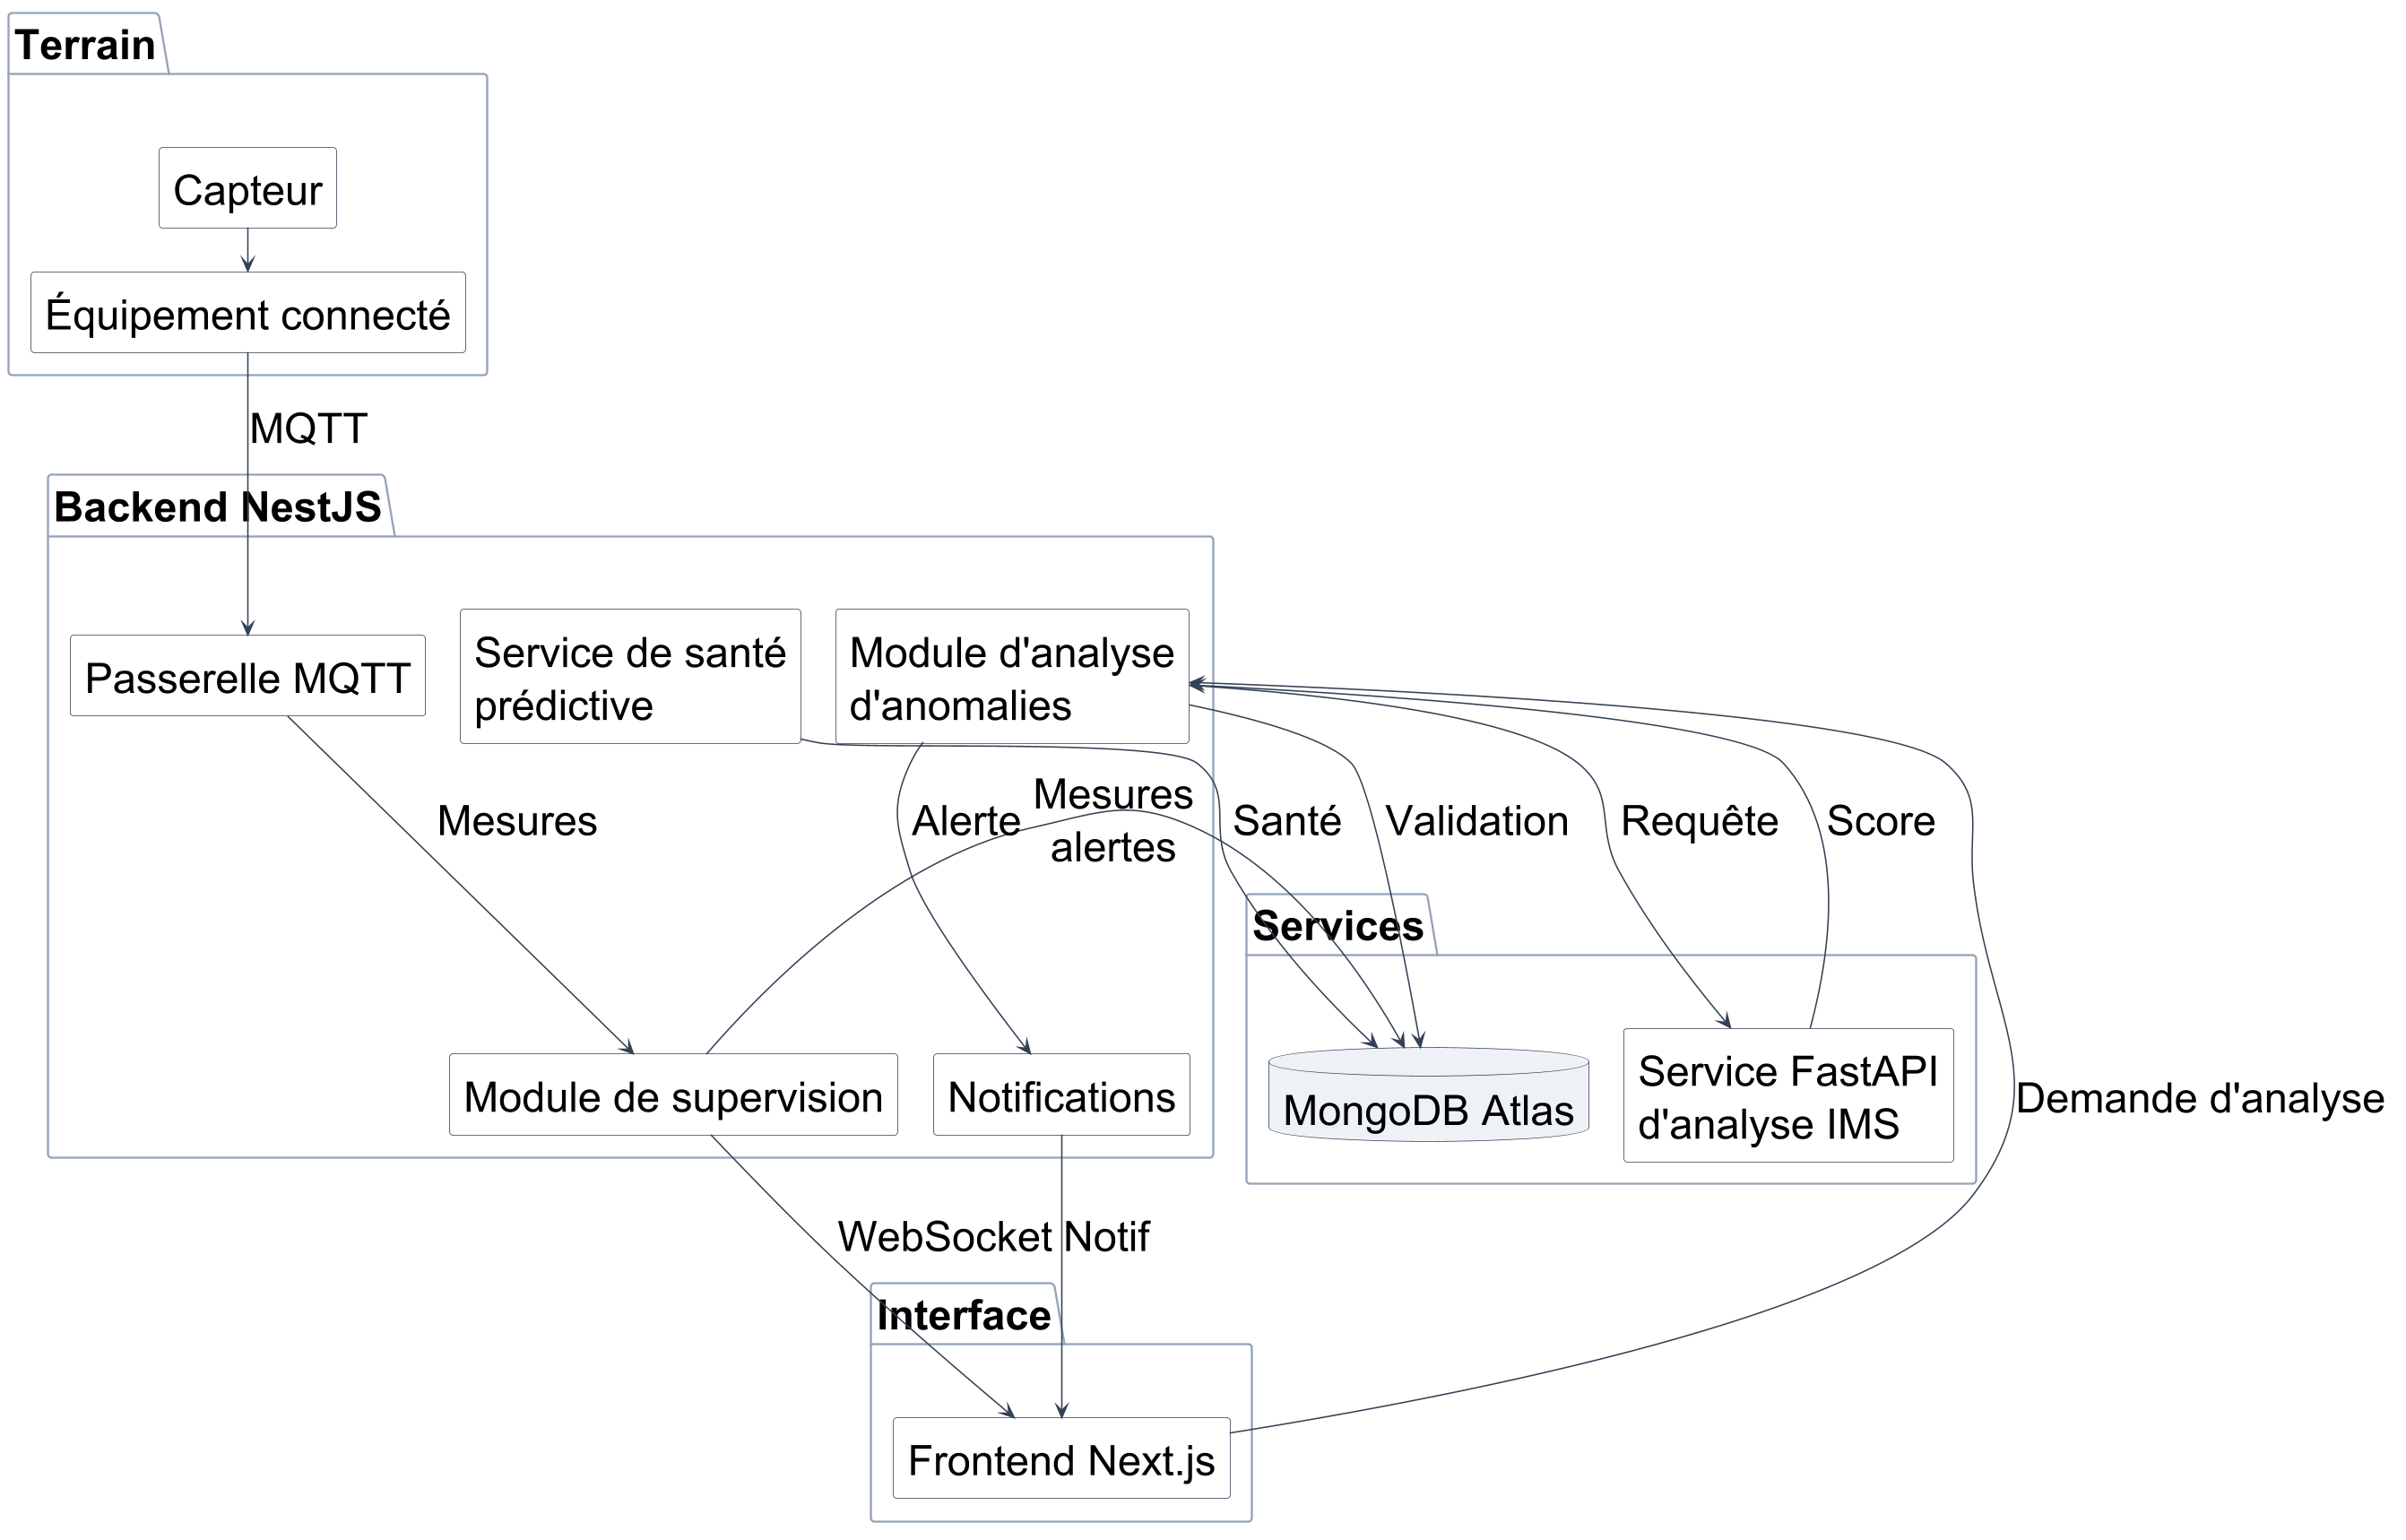 Terrain
Capteur
Équipement connecté
MQTT
Backend NestJS
Passerelle MQTT
Service de santé
prédictive
Module d'analyse
d'anomalies
Mesures
Alerte
Mesures
alertes
Santé
Validation
Requête
Score
Services
Module de supervision
Notifications
MongoDB Atlas
Service FastAPI
d'analyse IMS
Demande d'analyse
WebSocket
Notif
Interface
Frontend Next.js